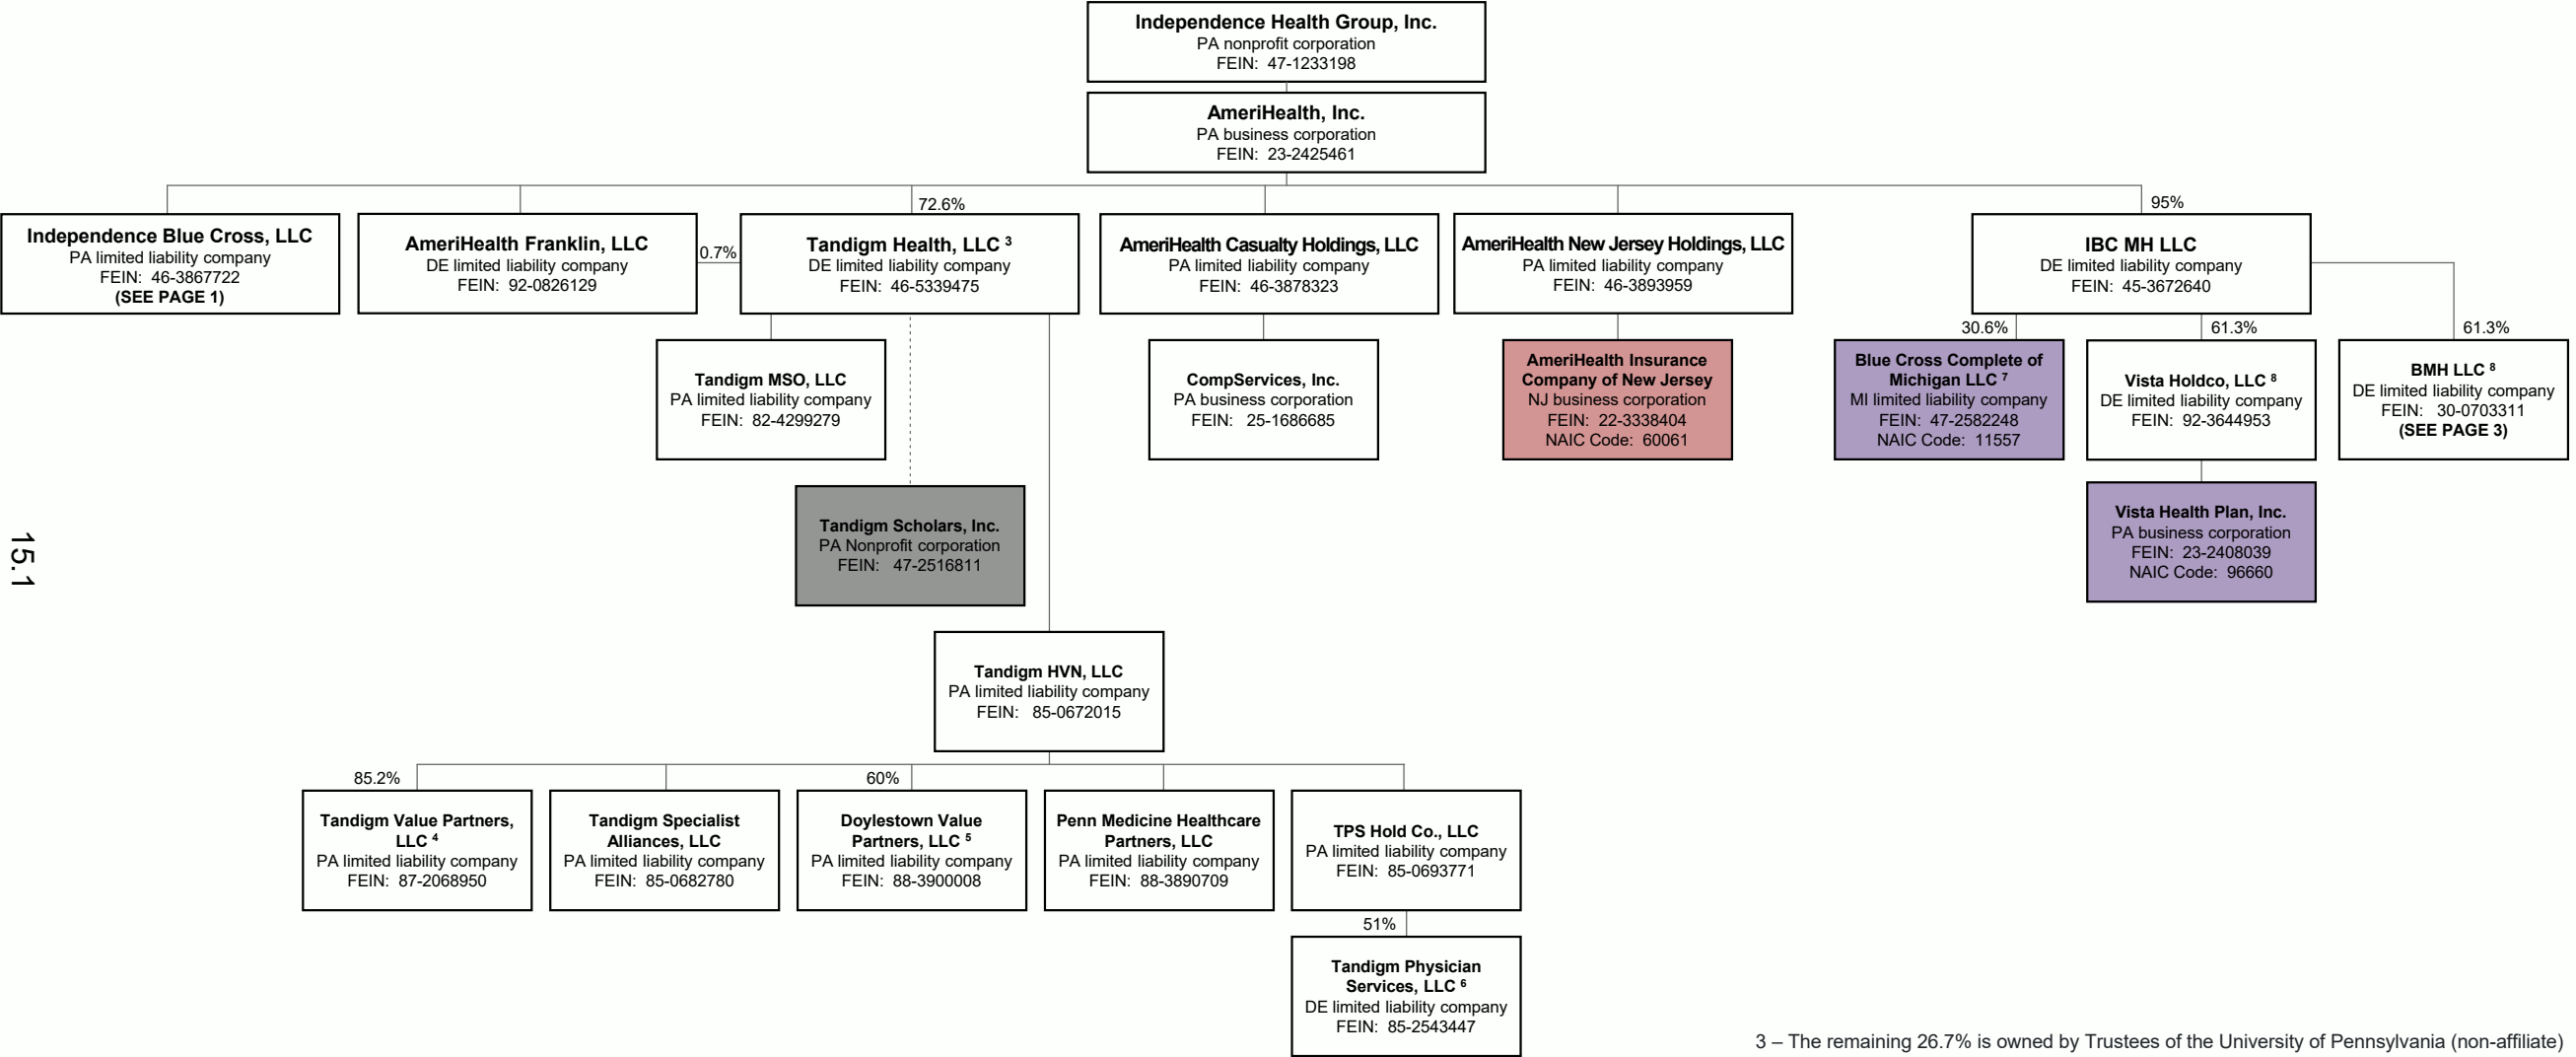 Independence Health Group, Inc.
PA nonprofit corporation
FEIN: 47-1233198
AmeriHealth, Inc.
PA business corporation
FEIN: 23-2425461
Independence Blue Cross, LLC
PA limited liability company
FEIN: 46-3867722
(SEE PAGE 1)
AmeriHealth Franklin, LLC
DE limited liability company
FEIN: 92-0826129
0.7%
72.6%
Tandigm Health, LLC 3
DE limited liability company
FEIN: 46-5339475
AmeriHealth Casualty Holdings, LLC
PA limited liability company
FEIN: 46-3878323
AmeriHealth New Jersey Holdings, LLC
PA limited liability company
FEIN: 46-3893959
95%
IBC MH LLC
DE limited liability company
FEIN: 45-3672640
Tandigm MSO, LLC
PA limited liability company
FEIN: 82-4299279
CompServices, Inc.
PA business corporation
FEIN: 25-1686685
AmeriHealth Insurance
Company of New Jersey
NJ business corporation
FEIN: 22-3338404
NAIC Code: 60061
30.6%
Blue Cross Complete of
Michigan LLC 7
MI limited liability company
FEIN: 47-2582248
NAIC Code: 11557
61.3%
Vista Holdco, LLC 8
DE limited liability company
FEIN: 92-3644953
61.3%
BMH LLC 8
DE limited liability company
FEIN: 30-0703311
(SEE PAGE 3)
Tandigm Scholars, Inc.
PA Nonprofit corporation
FEIN: 47-2516811
Vista Health Plan, Inc.
PA business corporation
FEIN: 23-2408039
NAIC Code: 96660
15.1
Tandigm HVN, LLC
PA limited liability company
FEIN: 85-0672015
85.2%
Tandigm Value Partners,
LLC 4
PA limited liability company
FEIN: 87-2068950
Tandigm Specialist
Alliances, LLC
PA limited liability company
FEIN: 85-0682780
60%
Doylestown Value
Partners, LLC 5
PA limited liability company
FEIN: 88-3900008
Penn Medicine Healthcare
Partners, LLC
PA limited liability company
FEIN: 88-3890709
TPS Hold Co., LLC
PA limited liability company
FEIN: 85-0693771
51%
Tandigm Physician
Services, LLC 6
DE limited liability company
FEIN: 85-2543447
3 – The remaining 26.7% is owned by Trustees of the University of Pennsylvania (non-affiliate)